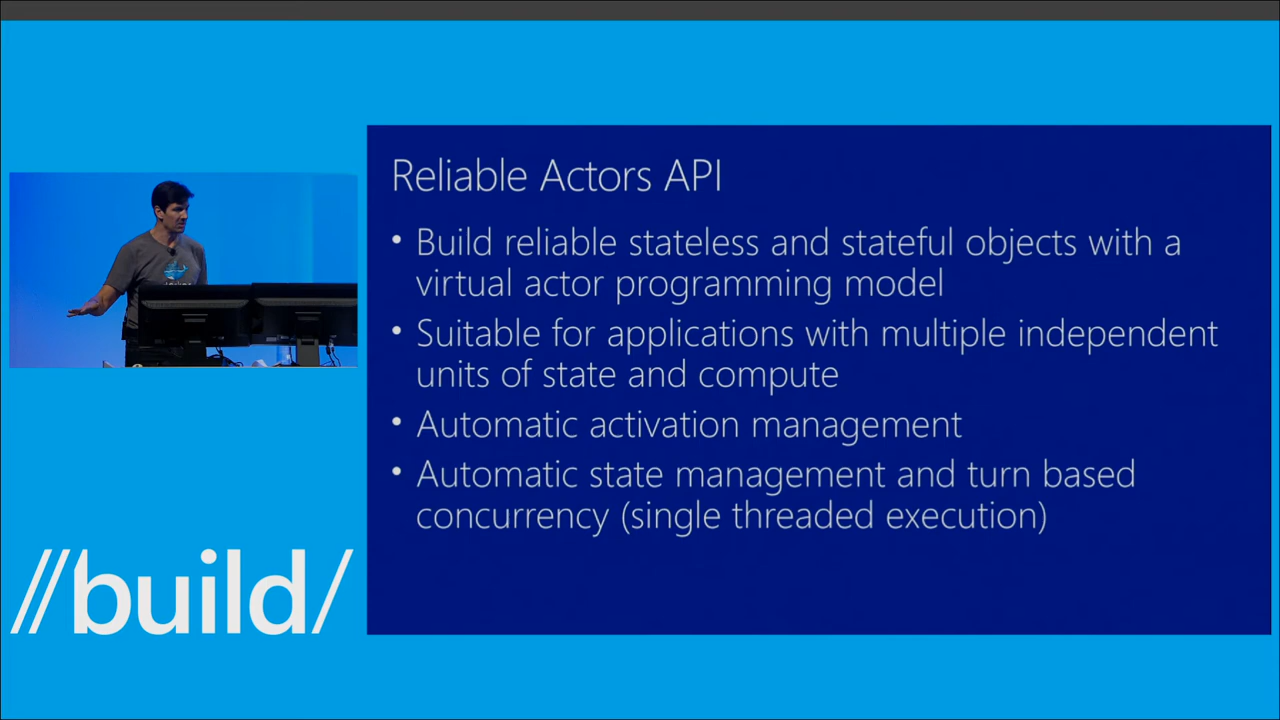 Reliable Actors API
• Build reliable stateless and stateful objects with a
virtual actor programming model
• Suitable for applications with multiple independent
units of state and compute
• Automatic activation management
• Automatic state management and turn based
concurrency (single threaded execution)
//build/